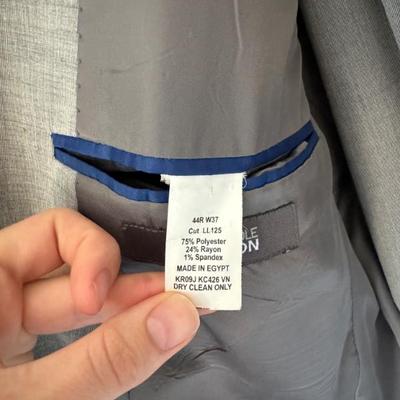 44R W37
Cut LL125
75% Polyester
24% Rayon
1% Spandex
MADE IN EGYPT
KR09J KC426 VN
DRY CLEAN ONLY